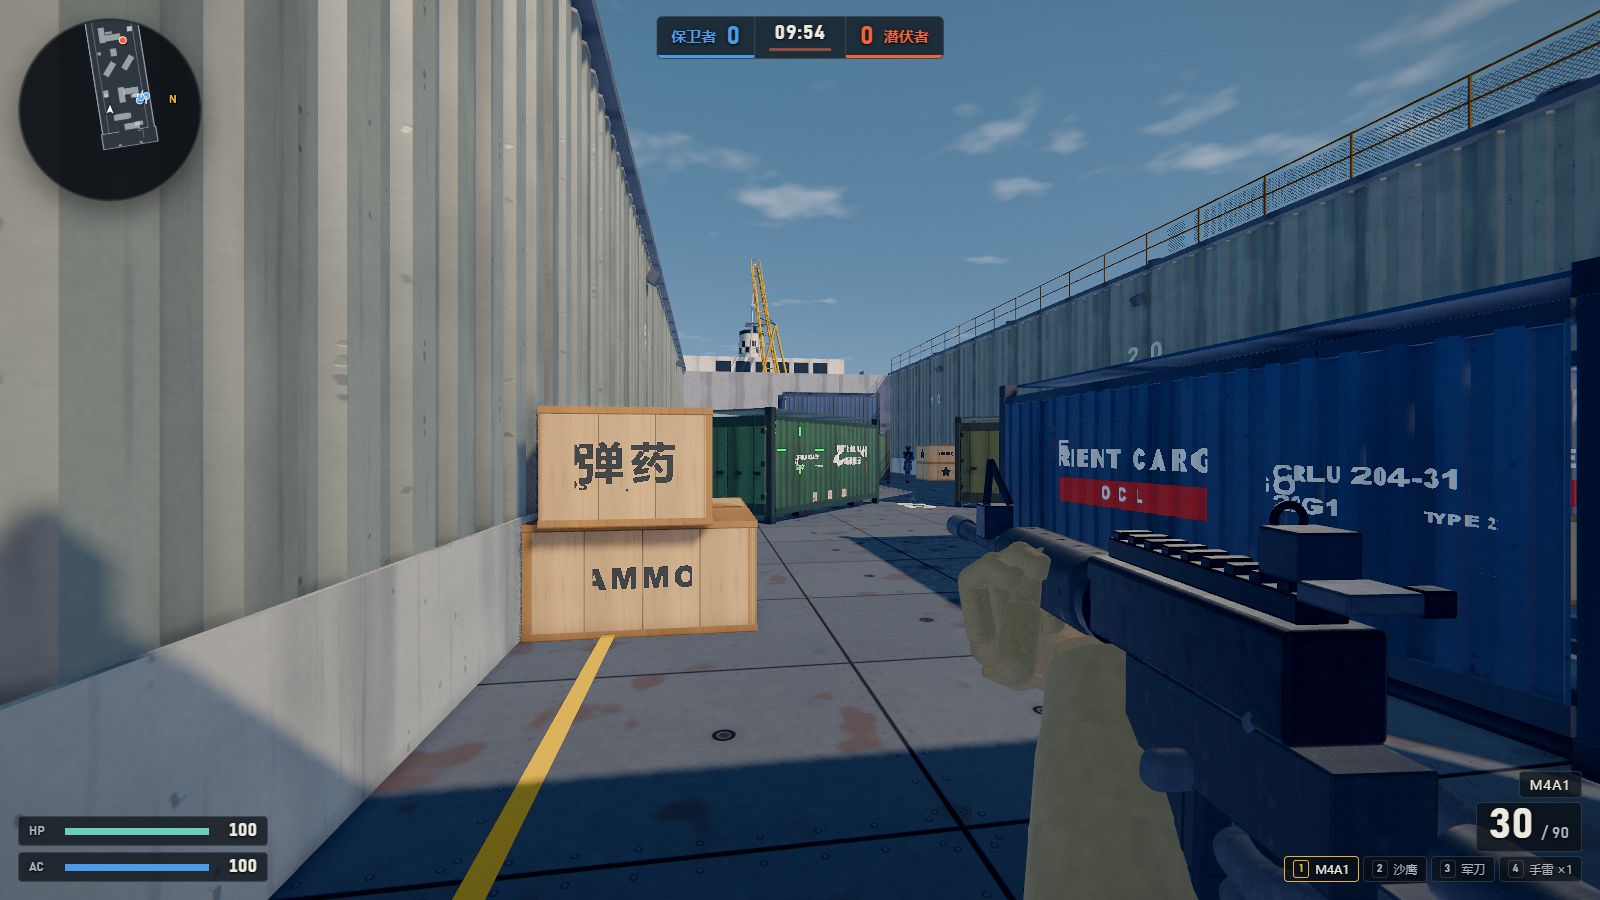 保卫者 0
09:54
0 潜伏者
N
20
弹药
AMMO
RIENT CARG
OCL
CRLU 204-31
G1
TYPE 2
HP 100
AC 100
M4A1
30 / 90
1 M4A1
2 沙鹰
3 军刀
4 手雷 ×1